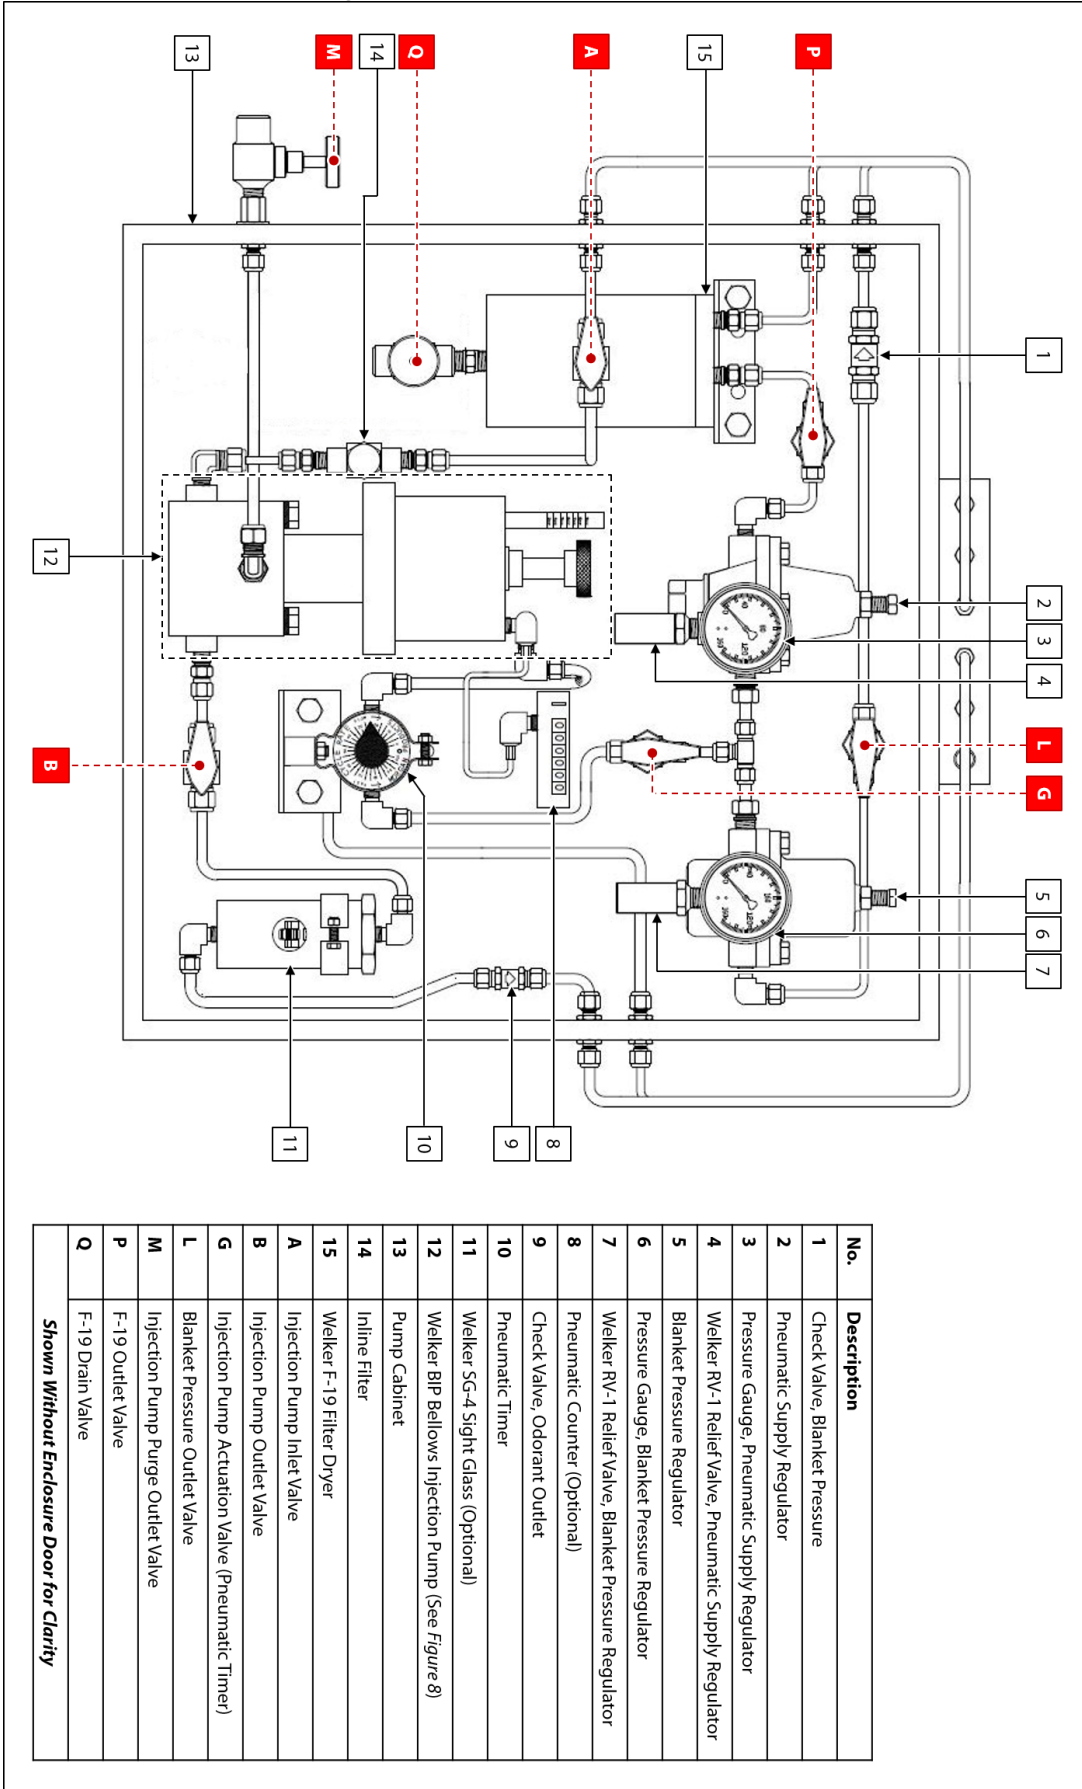 1
2
3
4
L
G
5
6
7
P
15
A
Q
14
M
13
8
9
10
11
12
B
No. Description
1 Check Valve, Blanket Pressure
2 Pneumatic Supply Regulator
3 Pressure Gauge, Pneumatic Supply Regulator
4 Welker RV-1 Relief Valve, Pneumatic Supply Regulator
5 Blanket Pressure Regulator
6 Pressure Gauge, Blanket Pressure Regulator
7 Welker RV-1 Relief Valve, Blanket Pressure Regulator
8 Pneumatic Counter (Optional)
9 Check Valve, Odorant Outlet
10 Pneumatic Timer
11 Welker SG-4 Sight Glass (Optional)
12 Welker BIP Bellows Injection Pump (See Figure 8)
13 Pump Cabinet
14 Inline Filter
15 Welker F-19 Filter Dryer
A Injection Pump Inlet Valve
B Injection Pump Outlet Valve
G Injection Pump Actuation Valve (Pneumatic Timer)
L Blanket Pressure Outlet Valve
M Injection Pump Purge Outlet Valve
P F-19 Outlet Valve
Q F-19 Drain Valve
Shown Without Enclosure Door for Clarity